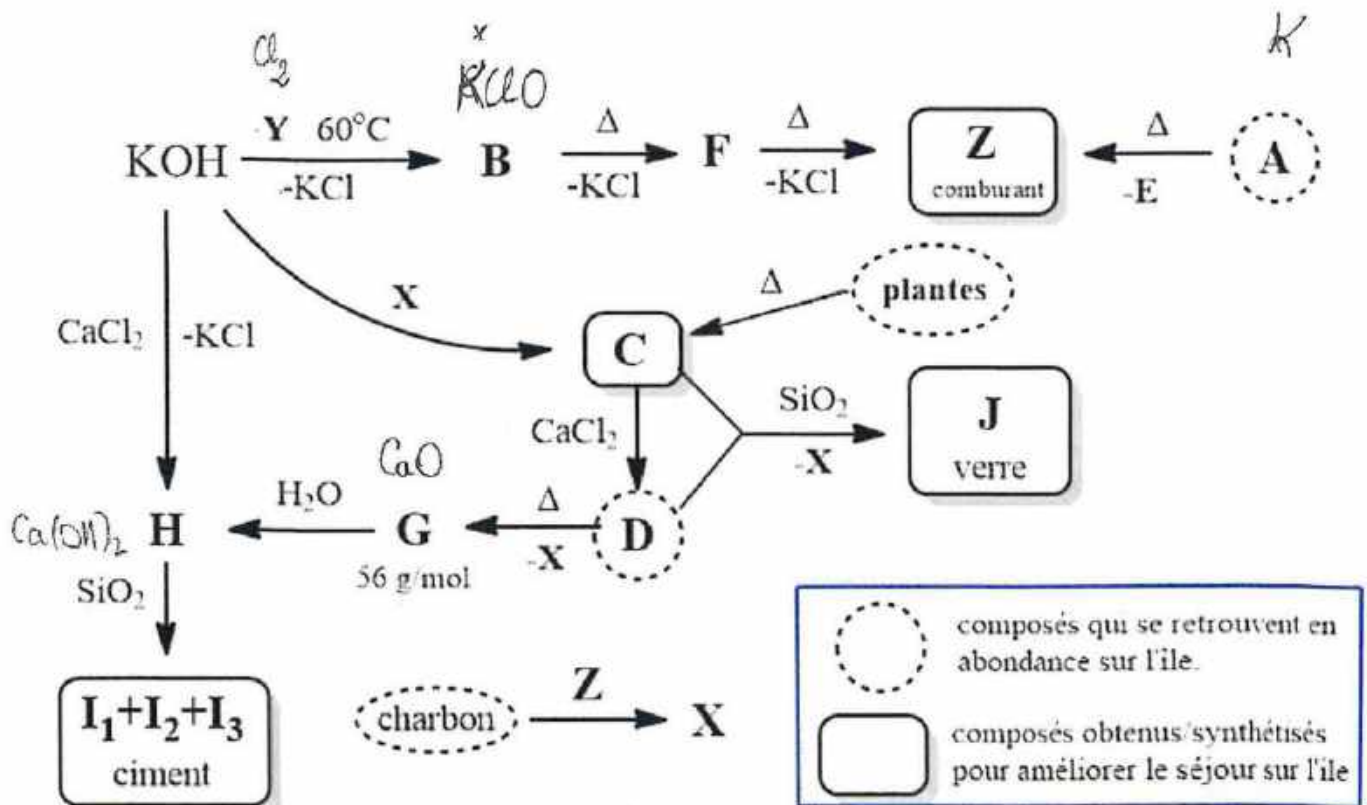 Cl₂
x
KClO
K
Y 60°C
KOH
-KCl
B
Δ
-KCl
F
Δ
-KCl
Z
comburant
Δ
-E
A
CaCl₂
-KCl
X
C
Δ
plantes
CaCl₂
SiO₂
-X
J
verre
Ca(OH)₂ H
H₂O
CaO
G
56 g/mol
Δ
-X
D
SiO₂
I₁+I₂+I₃
ciment
charbon
Z
X
composés qui se retrouvent en
abondance sur l'ile.
composés obtenus/synthétisés
pour améliorer le séjour sur l'ile